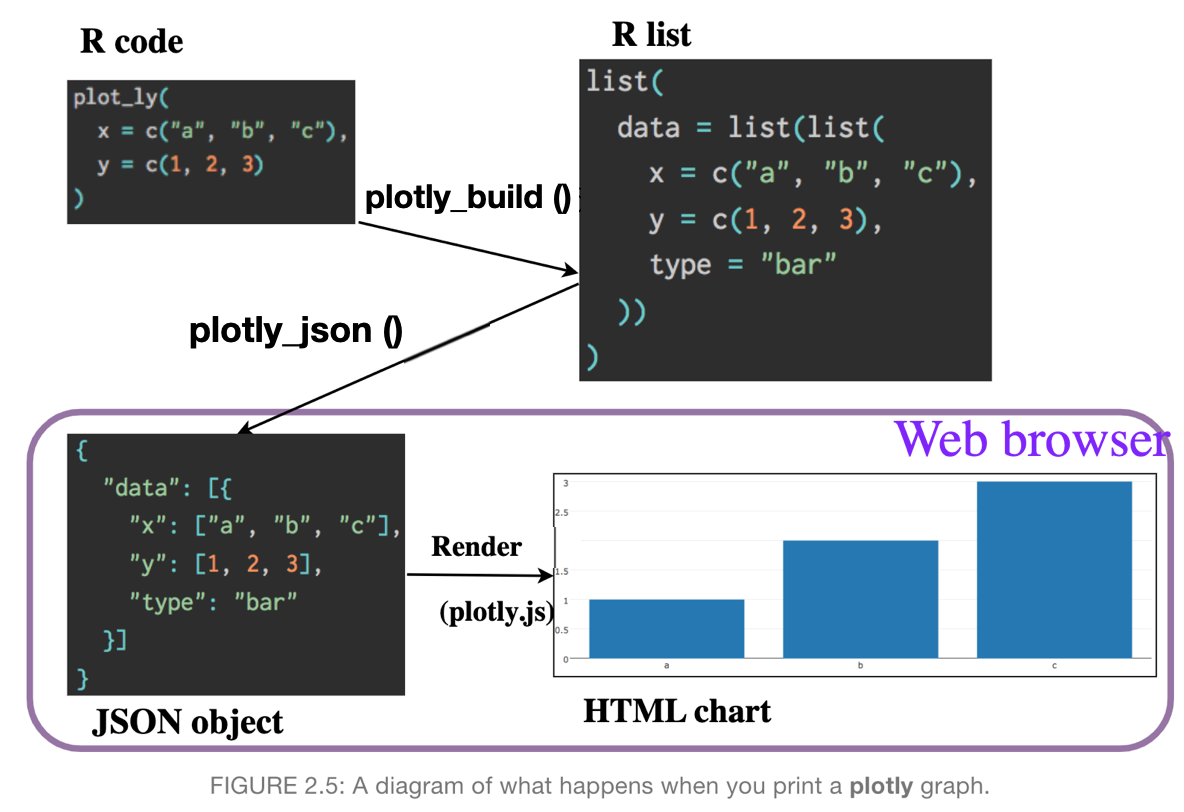 R code
plot_ly(
x = c("a", "b", "c"),
y = c(1, 2, 3)
)
plotly_build ()
R list
list(
data = list(list(
x = c("a", "b", "c"),
y = c(1, 2, 3),
type = "bar"
))
)
plotly_json ()
Web browser
{
"data": [{
"x": ["a", "b", "c"],
"y": [1, 2, 3],
"type": "bar"
}]
}
JSON object
Render
(plotly.js)
3
2.5
1.5
1
0.5
0
a b c
HTML chart
FIGURE 2.5: A diagram of what happens when you print a plotly graph.